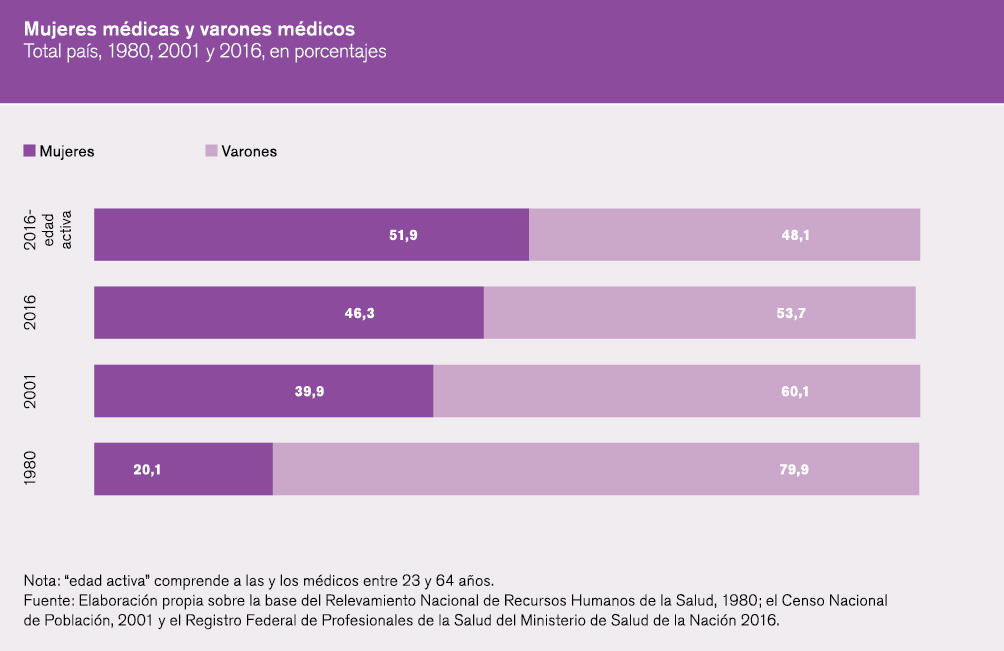 Mujeres médicas y varones médicos
Total país, 1980, 2001 y 2016, en porcentajes
Mujeres
Varones
2016-
edad
activa
51,9
48,1
2016
46,3
53,7
2001
39,9
60,1
1980
20,1
79,9
Nota: “edad activa” comprende a las y los médicos entre 23 y 64 años.
Fuente: Elaboración propia sobre la base del Relevamiento Nacional de Recursos Humanos de la Salud, 1980; el Censo Nacional
de Población, 2001 y el Registro Federal de Profesionales de la Salud del Ministerio de Salud de la Nación 2016.